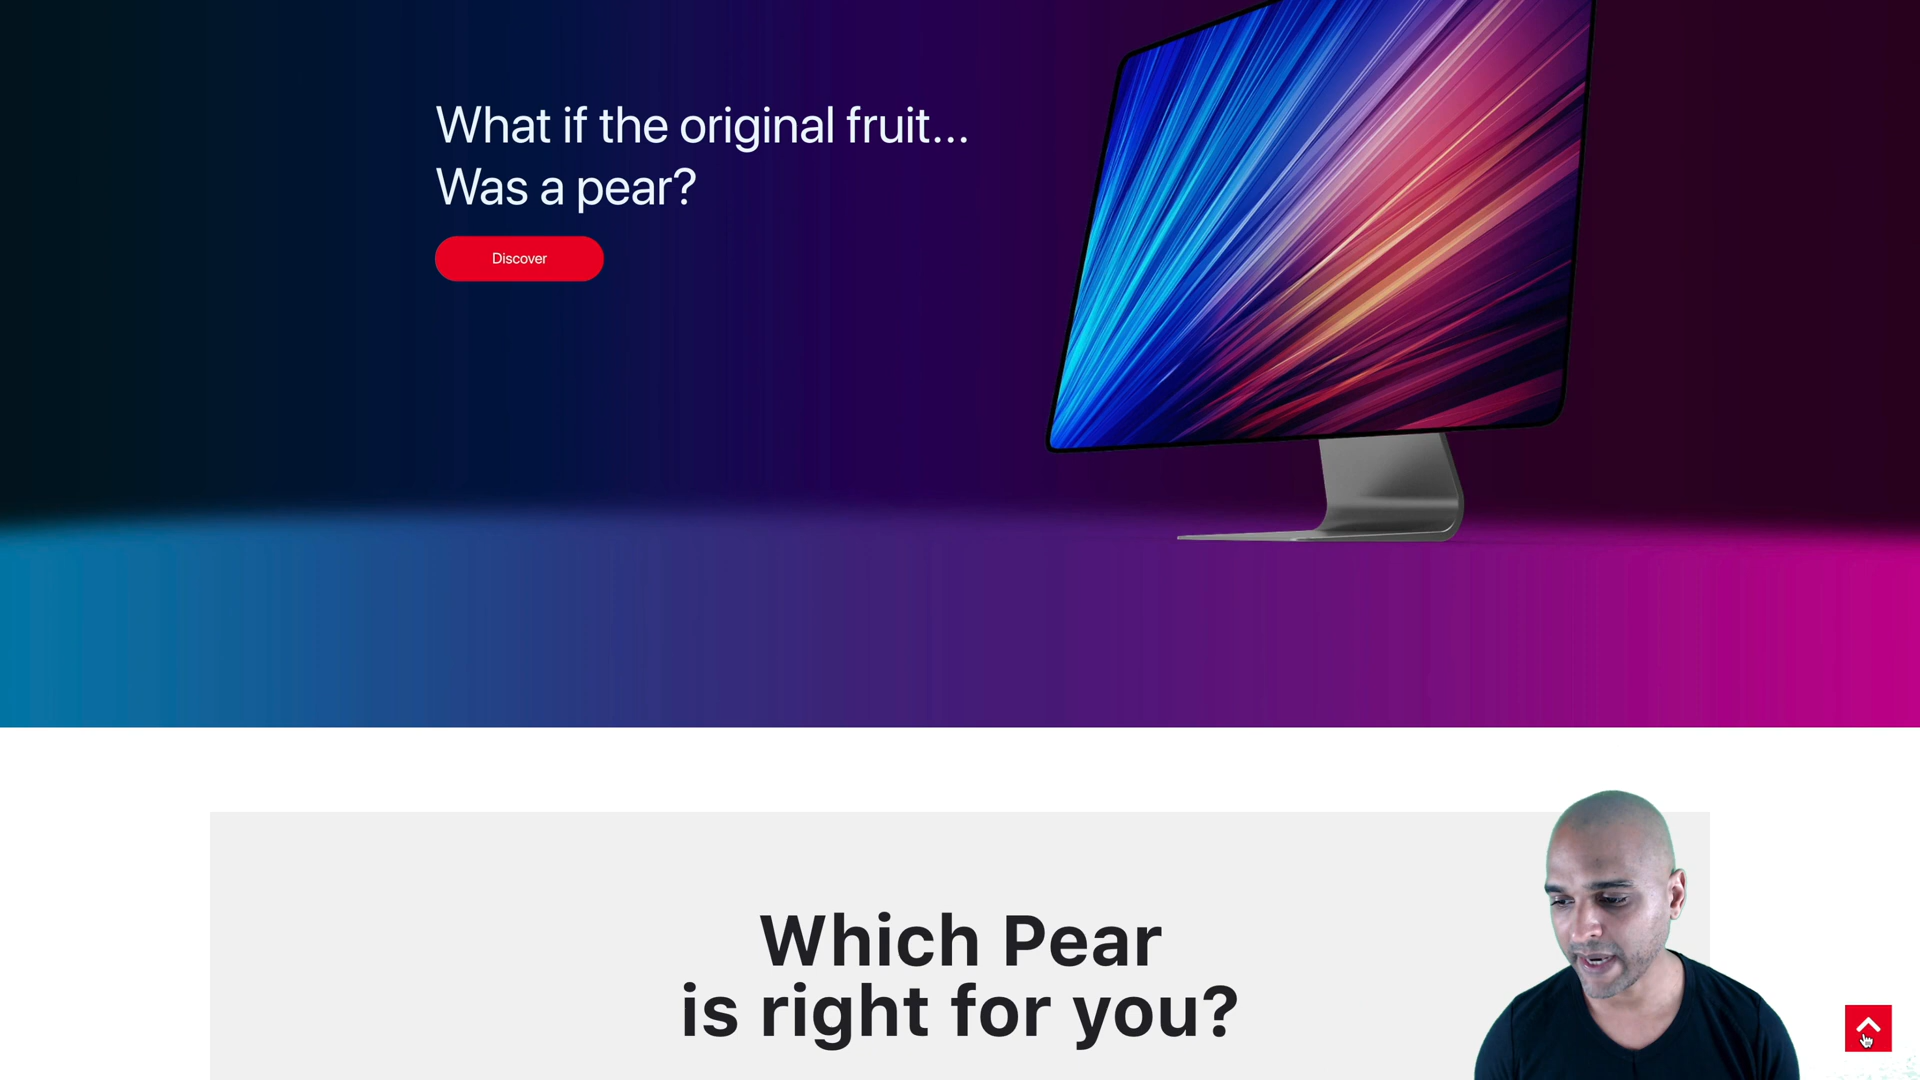 What if the original fruit...
Was a pear?
Discover
Which Pear
is right for you?